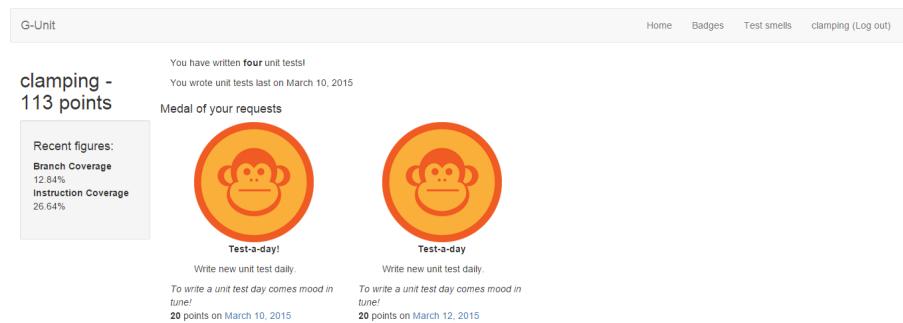 G-Unit
Home Badges Test smells clamping (Log out)
clamping -
113 points
Recent figures:
Branch Coverage
12.84%
Instruction Coverage
26.64%
You have written four unit tests!
You wrote unit tests last on March 10, 2015
Medal of your requests
Test-a-day!
Write new unit test daily.
To write a unit test day comes mood in
tune!
20 points on March 10, 2015
Test-a-day
Write new unit test daily.
To write a unit test day comes mood in
tune!
20 points on March 12, 2015